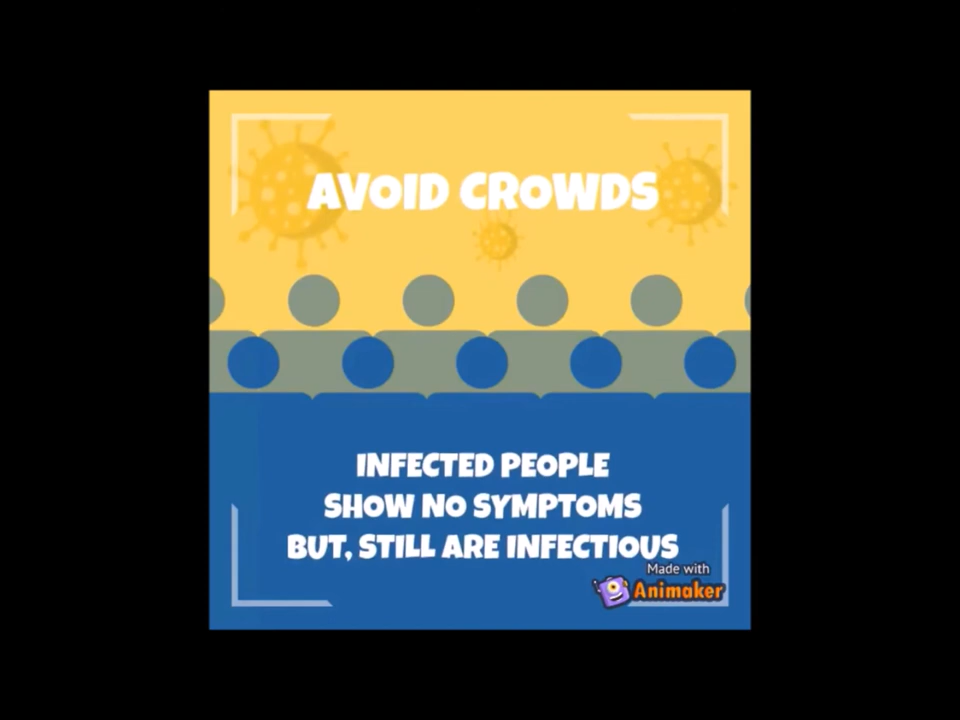 AVOID CROWDS
INFECTED PEOPLE
SHOW NO SYMPTOMS
BUT, STILL ARE INFECTIOUS
Made with
Animaker